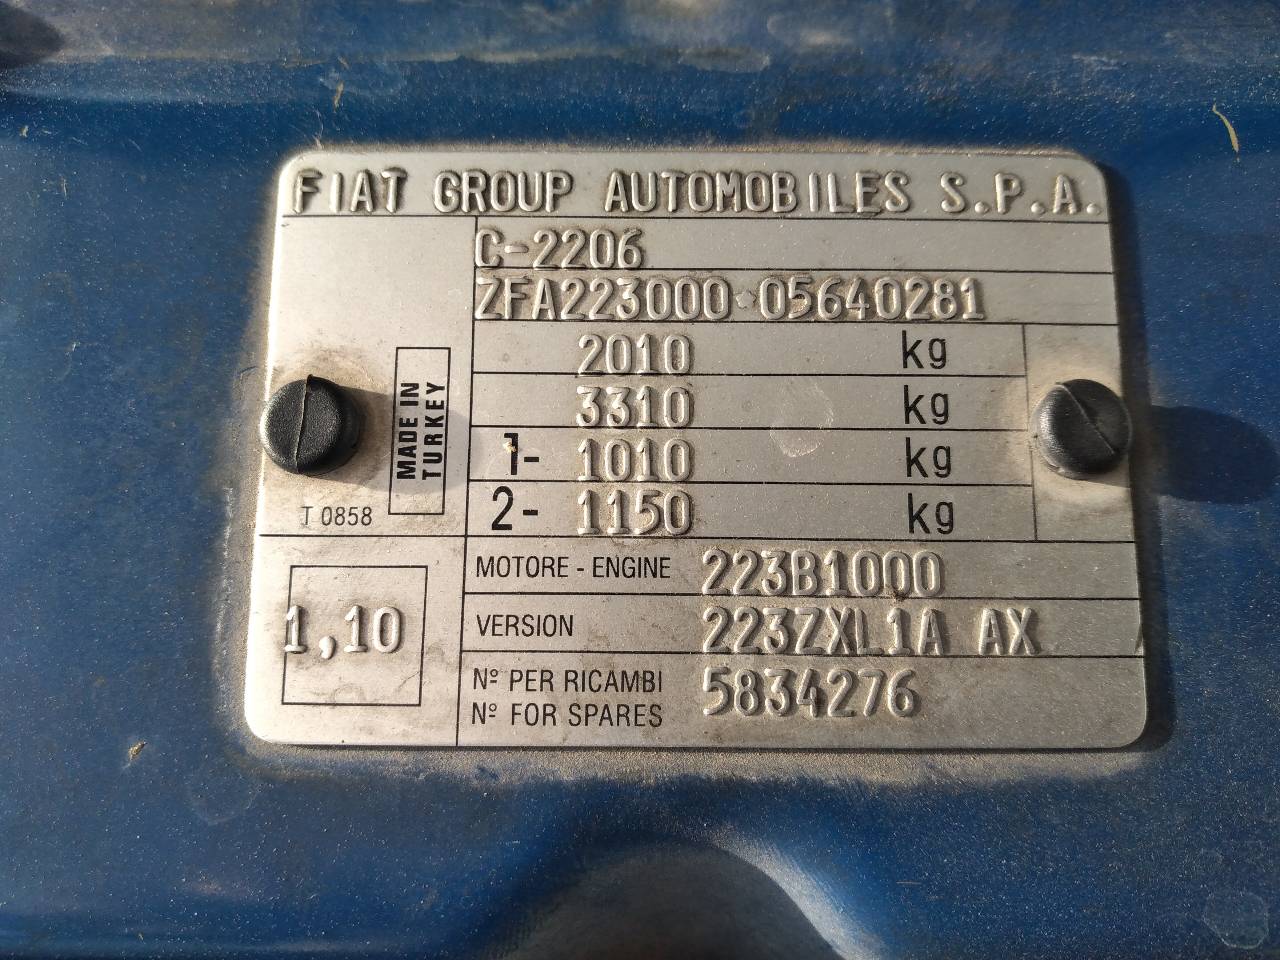 FIAT GROUP AUTOMOBILES S.P.A.
C-2206
ZFA223000 05640281
2010 kg
3310 kg
1- 1010 kg
2- 1150 kg
MADE IN
TURKEY
T 0858
MOTORE - ENGINE 223B1000
1,10
VERSION 223ZXL1A AX
Nº PER RICAMBI
Nº FOR SPARES
5834276